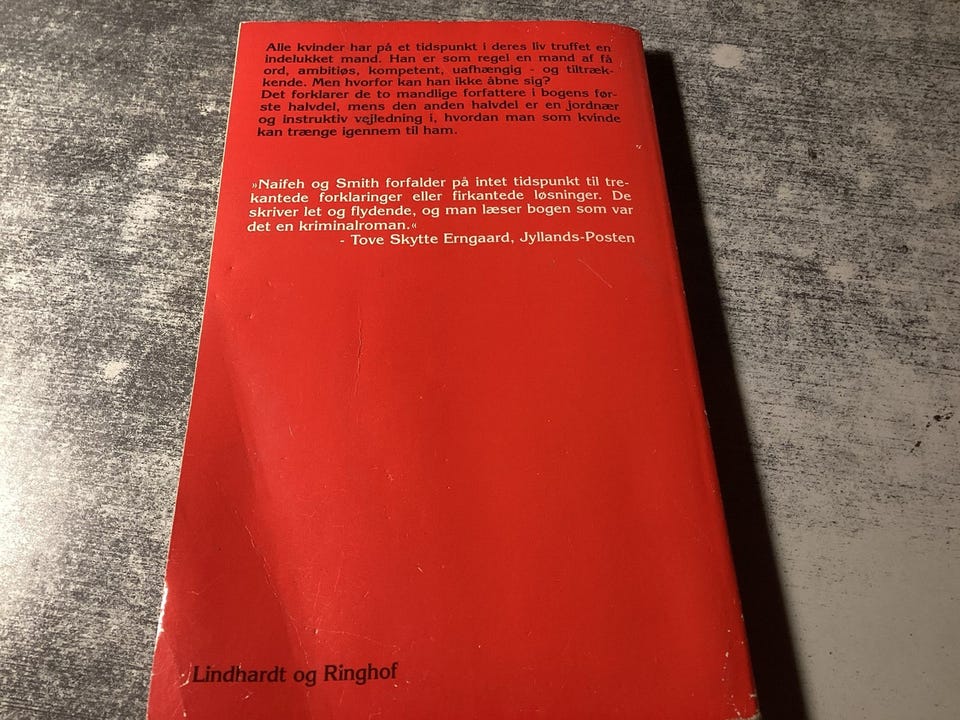 Alle kvinder har på et tidspunkt i deres liv truffet en
indelukket mand. Han er som regel en mand af få
ord, ambitiøs, kompetent, uafhængig - og tiltræk-
kende. Men hvorfor kan han ikke åbne sig?
Det forklarer de to mandlige forfattere i bogens før-
ste halvdel, mens den anden halvdel er en jordnær
og instruktiv vejledning i, hvordan man som kvinde
kan trænge igennem til ham.
»Naifeh og Smith forfalder på intet tidspunkt til tre-
kantede forklaringer eller firkantede løsninger. De
skriver let og flydende, og man læser bogen som var
det en kriminalroman.«
- Tove Skytte Erngaard, Jyllands-Posten
Lindhardt og Ringhof